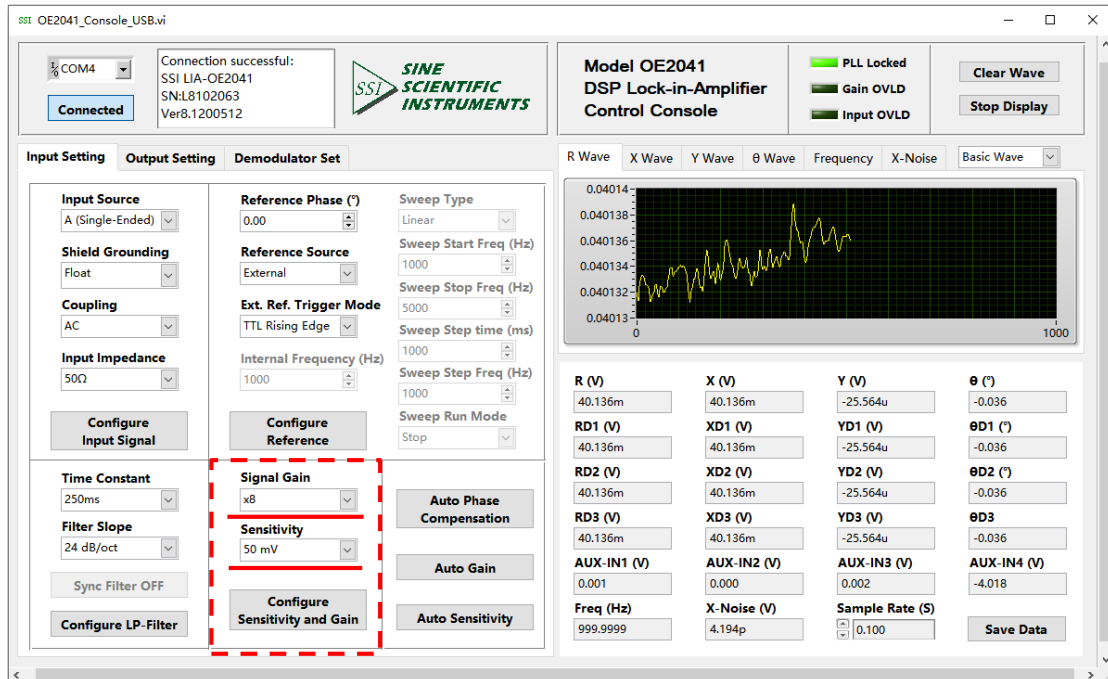 SSI OE2041_Console_USB.vi
I/O COM4
Connected
Connection successful:
SSI LIA-OE2041
SN:L8102063
Ver8.1200512
SSI
SINE
SCIENTIFIC
INSTRUMENTS
Model OE2041
DSP Lock-in-Amplifier
Control Console
PLL Locked
Gain OVLD
Input OVLD
Clear Wave
Stop Display
Input Setting
Output Setting
Demodulator Set
Input Source
A (Single-Ended)
Shield Grounding
Float
Coupling
AC
Input Impedance
50Ω
Configure
Input Signal
Reference Phase (°)
0.00
Reference Source
External
Ext. Ref. Trigger Mode
TTL Rising Edge
Internal Frequency (Hz)
1000
Configure
Reference
Sweep Type
Linear
Sweep Start Freq (Hz)
1000
Sweep Stop Freq (Hz)
5000
Sweep Step time (ms)
1000
Sweep Step Freq (Hz)
1000
Sweep Run Mode
Stop
Time Constant
250ms
Filter Slope
24 dB/oct
Sync Filter OFF
Configure LP-Filter
Signal Gain
x8
Sensitivity
50 mV
Configure
Sensitivity and Gain
Auto Phase
Compensation
Auto Gain
Auto Sensitivity
R Wave X Wave Y Wave θ Wave Frequency X-Noise Basic Wave
0.04014
0.040138
0.040136
0.040134
0.040132
0.04013
0 1000
R (V) X (V) Y (V) θ (°)
40.136m 40.136m -25.564u -0.036
RD1 (V) XD1 (V) YD1 (V) θD1 (°)
40.136m 40.136m -25.564u -0.036
RD2 (V) XD2 (V) YD2 (V) θD2 (°)
40.136m 40.136m -25.564u -0.036
RD3 (V) XD3 (V) YD3 (V) θD3
40.136m 40.136m -25.564u -0.036
AUX-IN1 (V) AUX-IN2 (V) AUX-IN3 (V) AUX-IN4 (V)
0.001 0.000 0.002 -4.018
Freq (Hz) X-Noise (V) Sample Rate (S)
999.9999 4.194p 0.100 Save Data